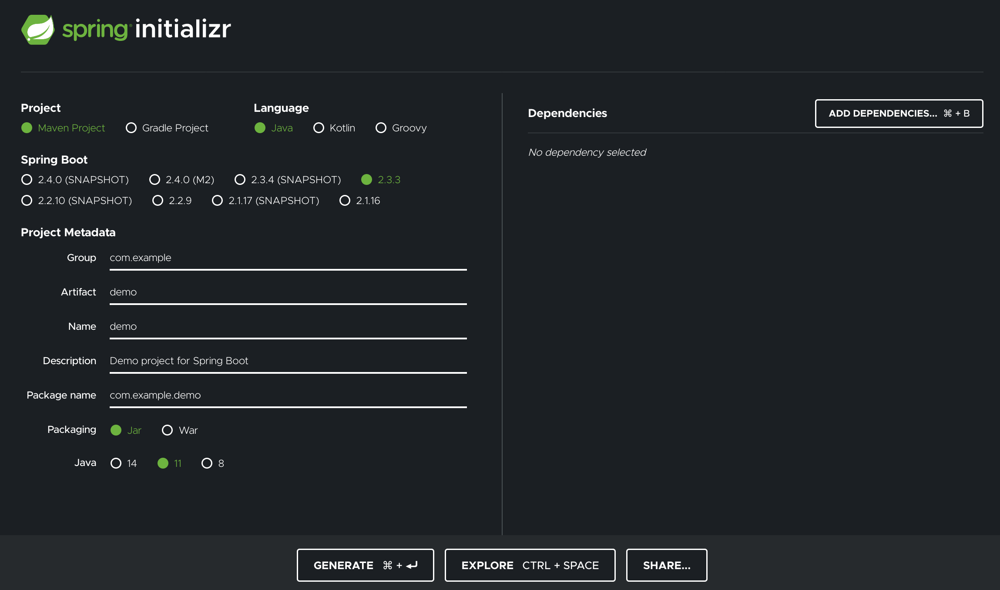 spring initializr
Project
Maven Project Gradle Project
Language
Java Kotlin Groovy
Spring Boot
2.4.0 (SNAPSHOT) 2.4.0 (M2) 2.3.4 (SNAPSHOT) 2.3.3
2.2.10 (SNAPSHOT) 2.2.9 2.1.17 (SNAPSHOT) 2.1.16
Project Metadata
Group com.example
Artifact demo
Name demo
Description Demo project for Spring Boot
Package name com.example.demo
Packaging Jar War
Java 14 11 8
Dependencies
ADD DEPENDENCIES... ⌘ + B
No dependency selected
GENERATE ⌘ + ↵
EXPLORE CTRL + SPACE
SHARE...